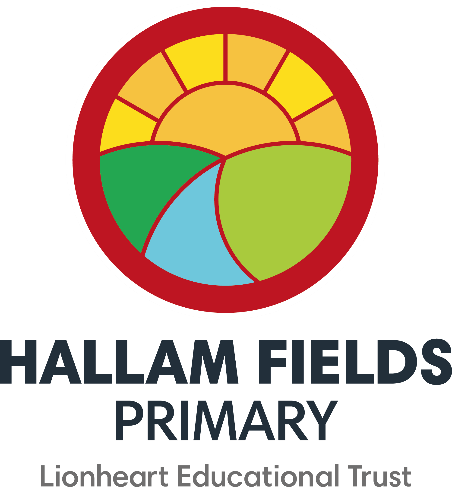 HALLAM FIELDS
PRIMARY
Lionheart Educational Trust